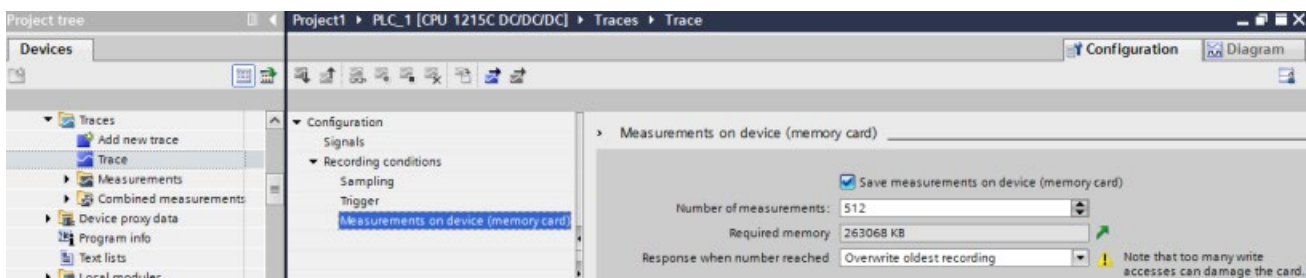 Project tree
Project1 ▸ PLC_1 [CPU 1215C DC/DC/DC] ▸ Traces ▸ Trace
Devices
Configuration
Diagram
Traces
Add new trace
Trace
Measurements
Combined measurements
Device proxy data
Program info
Text lists
Local modules
Configuration
Signals
Recording conditions
Sampling
Trigger
Measurements on device (memory card)
Measurements on device (memory card)
Save measurements on device (memory card)
Number of measurements: 512
Required memory 263068 KB
Response when number reached Overwrite oldest recording
Note that too many write
accesses can damage the card.